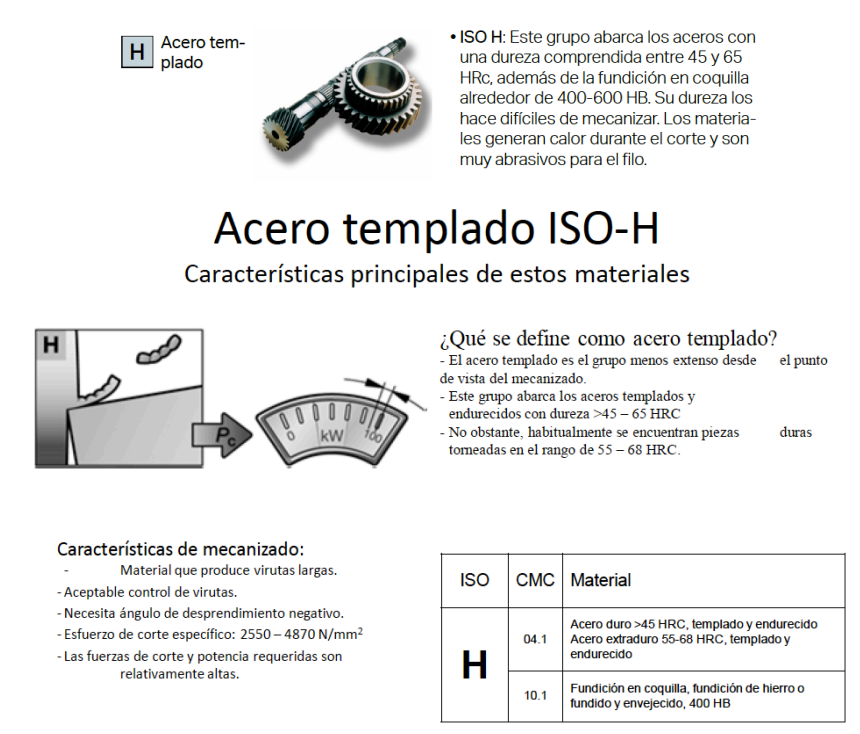 H
Acero tem-
plado
• ISO H: Este grupo abarca los aceros con
una dureza comprendida entre 45 y 65
HRc, además de la fundición en coquilla
alrededor de 400-600 HB. Su dureza los
hace difíciles de mecanizar. Los materia-
les generan calor durante el corte y son
muy abrasivos para el filo.
Acero templado ISO-H
Características principales de estos materiales
H
Pc
0 kW 100
¿Qué se define como acero templado?
- El acero templado es el grupo menos extenso desde el punto
de vista del mecanizado.
- Este grupo abarca los aceros templados y
endurecidos con dureza >45 – 65 HRC
- No obstante, habitualmente se encuentran piezas duras
torneadas en el rango de 55 – 68 HRC.
Características de mecanizado:
- Material que produce virutas largas.
- Aceptable control de virutas.
- Necesita ángulo de desprendimiento negativo.
- Esfuerzo de corte específico: 2550 – 4870 N/mm²
- Las fuerzas de corte y potencia requeridas son
relativamente altas.
ISO CMC Material
H
04.1
Acero duro >45 HRC, templado y endurecido
Acero extraduro 55-68 HRC, templado y
endurecido
10.1
Fundición en coquilla, fundición de hierro o
fundido y envejecido, 400 HB